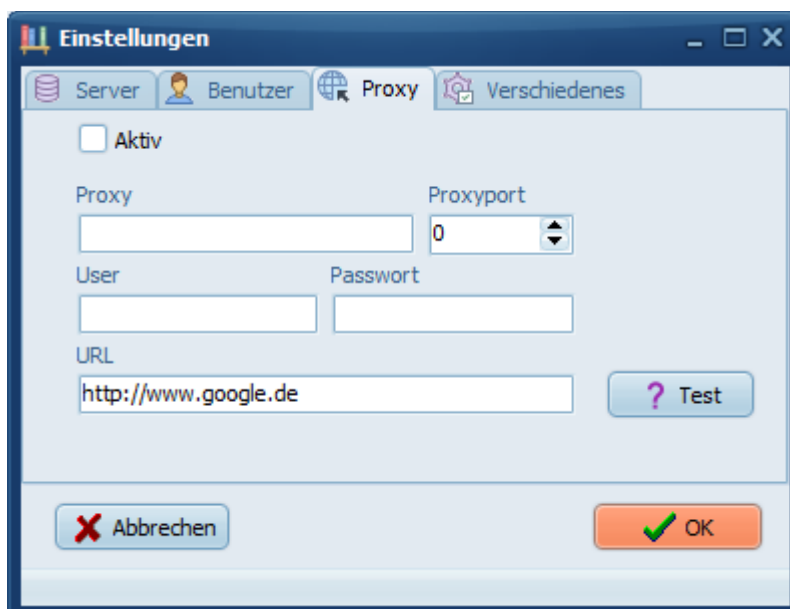 Einstellungen
Server Benutzer Proxy Verschiedenes
Aktiv
Proxy Proxyport
0
User Passwort
URL
http://www.google.de
? Test
Abbrechen OK